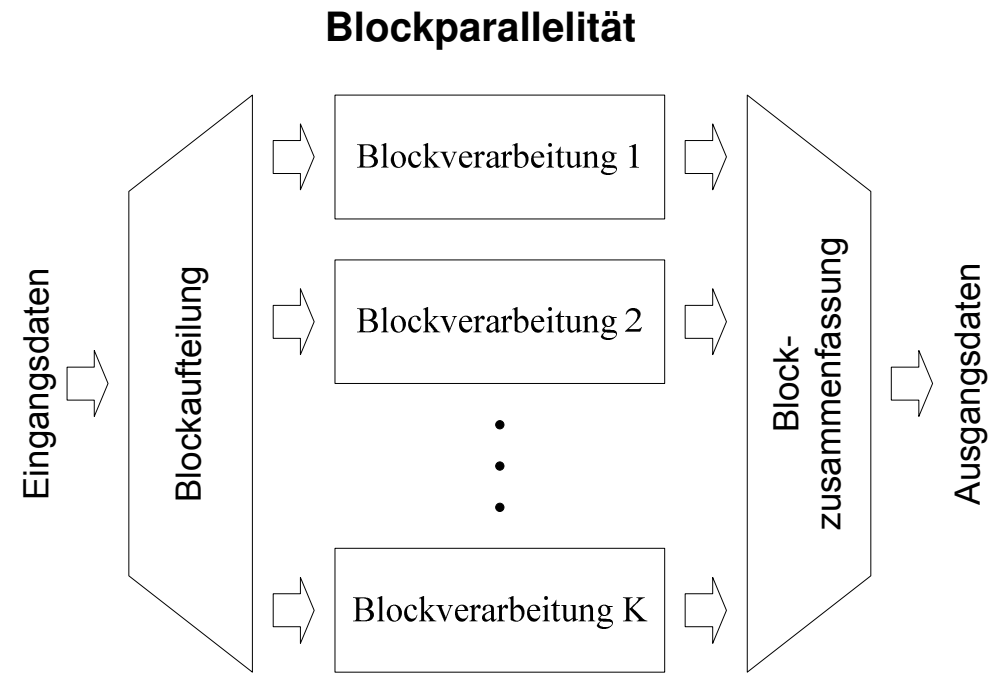 Blockparallelität
Eingangsdaten
Blockaufteilung
Blockverarbeitung 1
Blockverarbeitung 2
Blockverarbeitung K
Block-
zusammenfassung
Ausgangsdaten